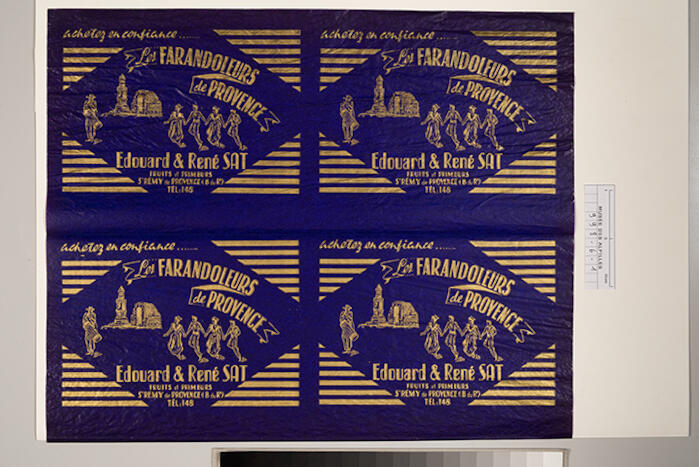 achetez en confiance .......
Les FARANDOLEURS
de PROVENCE
Edouard & René SAT
FRUITS et PRIMEURS
St RÉMY de PROVENCE (B du R)
TÉL: 148
achetez en confiance .......
Les FARANDOLEURS
de PROVENCE
Edouard & René SAT
FRUITS et PRIMEURS
St RÉMY de PROVENCE (B du R)
TÉL: 148
achetez en confiance .......
Les FARANDOLEURS
de PROVENCE
Edouard & René SAT
FRUITS et PRIMEURS
St RÉMY de PROVENCE (B du R)
TÉL: 148
achetez en confiance .......
Les FARANDOLEURS
de PROVENCE
Edouard & René SAT
FRUITS et PRIMEURS
St RÉMY de PROVENCE (B du R)
TÉL: 148
MUSEE DES ALPILLES